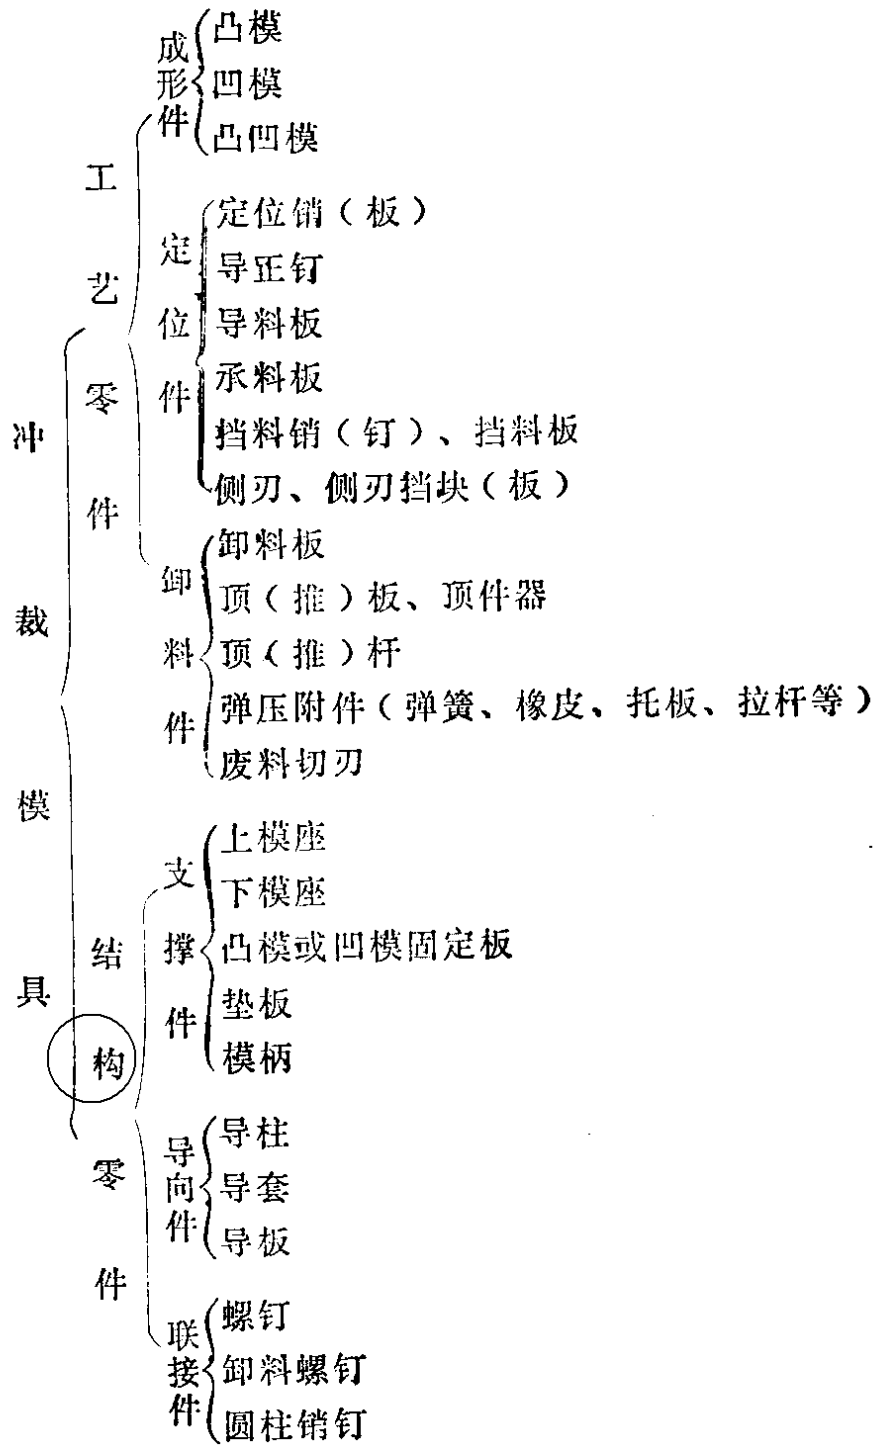 冲裁模具
工艺零件
成形件
凸模
凹模
凸凹模
定位件
定位销（板）
导正钉
导料板
承料板
挡料销（钉）、挡料板
侧刃、侧刃挡块（板）
卸料件
卸料板
顶（推）板、顶件器
顶（推）杆
弹压附件（弹簧、橡皮、托板、拉杆等）
废料切刃
结构零件
支撑件
上模座
下模座
凸模或凹模固定板
垫板
模柄
导向件
导柱
导套
导板
联接件
螺钉
卸料螺钉
圆柱销钉